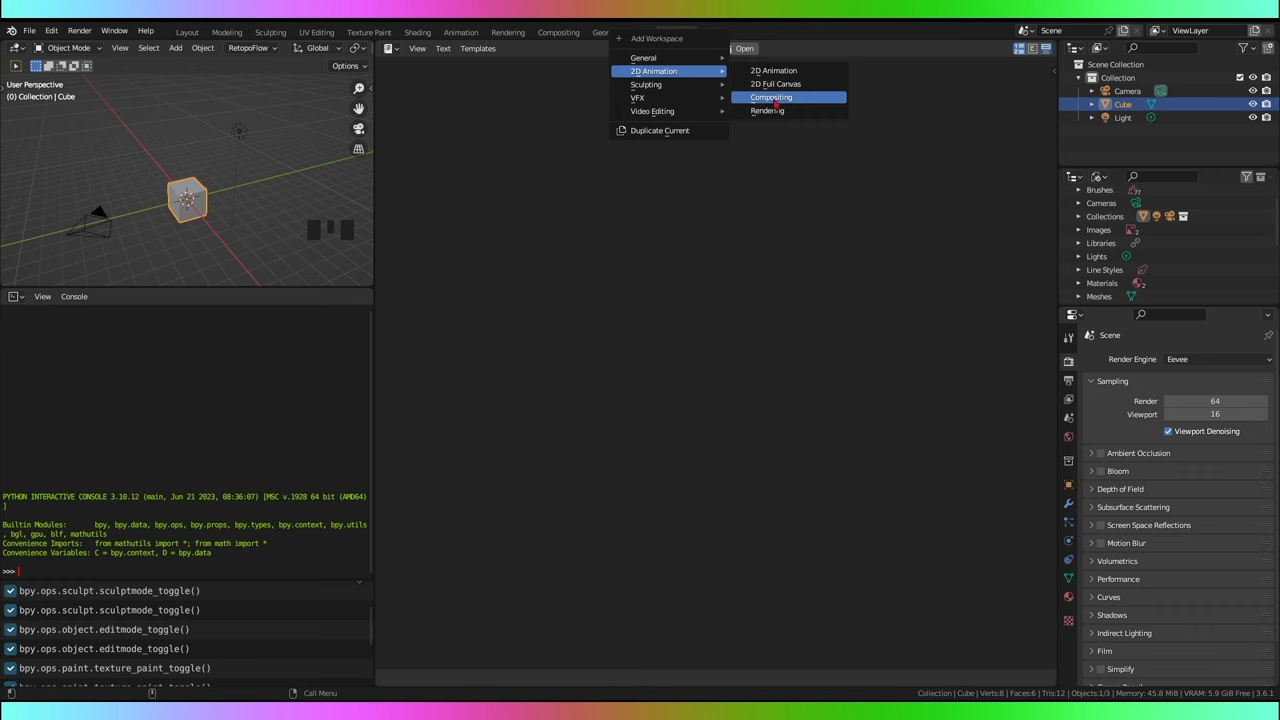 File Edit Render Window Help Layout Modeling Sculpting UV Editing Texture Paint Shading Animation Rendering Compositing Scene ViewLayer
Object Mode View Select Add Object RetopoFlow Global
View Text Templates Open
Options
User Perspective
(0) Collection | Cube
Add Workspace
General
2D Animation
Sculpting
VFX
Video Editing
Duplicate Current
2D Animation
2D Full Canvas
Compositing
Rendering
Scene Collection
Collection
Camera
Cube
Light
Brushes 77
Cameras
Collections
Images 2
Libraries
Lights
Line Styles
Materials 2
Meshes
Scene
Render Engine Eevee
Sampling
Render 64
Viewport 16
Viewport Denoising
Ambient Occlusion
Bloom
Depth of Field
Subsurface Scattering
Screen Space Reflections
Motion Blur
Volumetrics
Performance
Curves
Shadows
Indirect Lighting
Film
Simplify
View Console
PYTHON INTERACTIVE CONSOLE 3.10.12 (main, Jun 21 2023, 08:36:07) [MSC v.1928 64 bit (AMD64)
]
Builtin Modules: bpy, bpy.data, bpy.ops, bpy.props, bpy.types, bpy.context, bpy.utils
, bgl, gpu, blf, mathutils
Convenience Imports: from mathutils import *; from math import *
Convenience Variables: C = bpy.context, D = bpy.data
>>>
bpy.ops.sculpt.sculptmode_toggle()
bpy.ops.sculpt.sculptmode_toggle()
bpy.ops.object.editmode_toggle()
bpy.ops.object.editmode_toggle()
bpy.ops.paint.texture_paint_toggle()
Call Menu
Collection | Cube | Verts:8 | Faces:6 | Tris:12 | Objects:1/3 | Memory: 45.8 MiB | VRAM: 5.9 GiB Free | 3.6.1